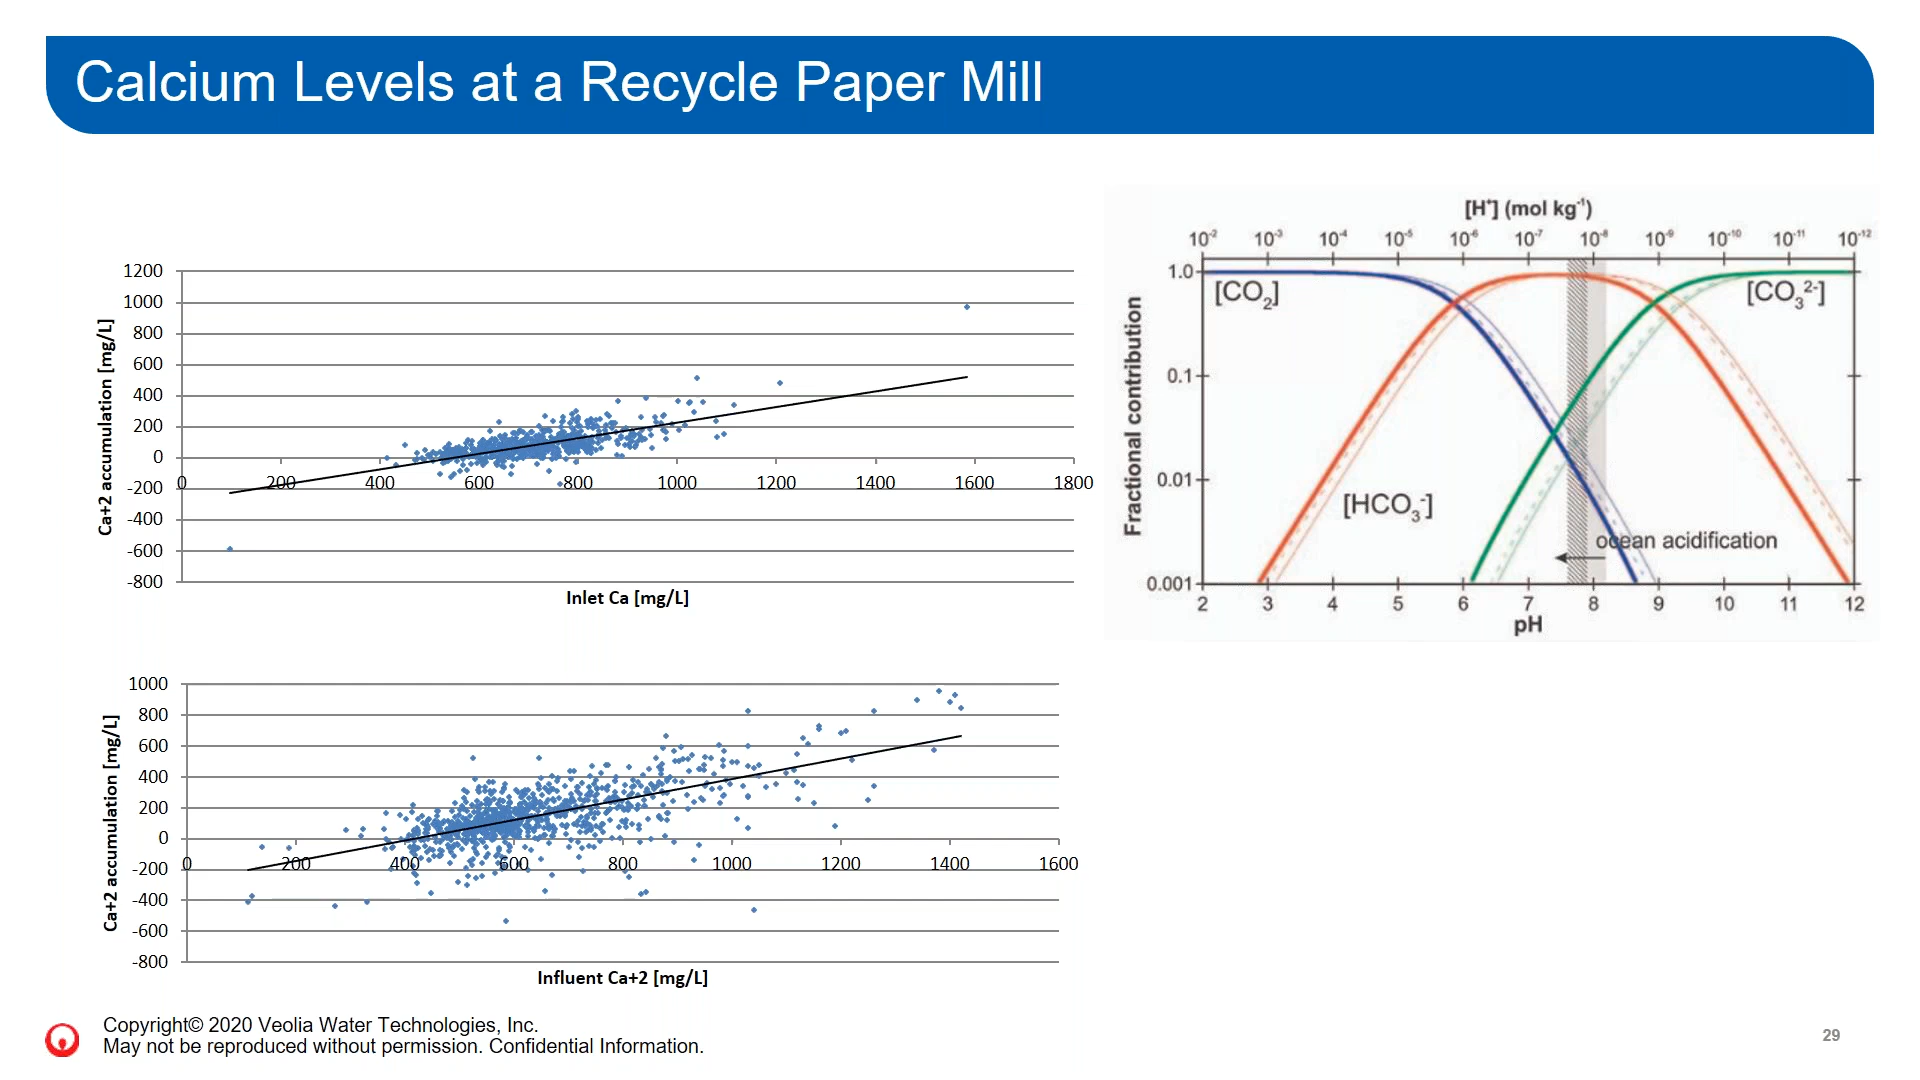 Calcium Levels at a Recycle Paper Mill
1200
1000
800
600
400
200
0
-200
-400
-600
-800
Ca+2 accumulation [mg/L]
0 200 400 600 800 1000 1200 1400 1600 1800
Inlet Ca [mg/L]
1000
800
600
400
200
0
-200
-400
-600
-800
Ca+2 accumulation [mg/L]
0 200 400 600 800 1000 1200 1400 1600
Influent Ca+2 [mg/L]
[H⁺] (mol kg⁻¹)
10⁻² 10⁻³ 10⁻⁴ 10⁻⁵ 10⁻⁶ 10⁻⁷ 10⁻⁸ 10⁻⁹ 10⁻¹⁰ 10⁻¹¹ 10⁻¹²
1.0
0.1
0.01
0.001
Fractional contribution
[CO₂]
[CO₃²⁻]
[HCO₃⁻]
ocean acidification
2 3 4 5 6 7 8 9 10 11 12
pH
Copyright© 2020 Veolia Water Technologies, Inc.
May not be reproduced without permission. Confidential Information.
29